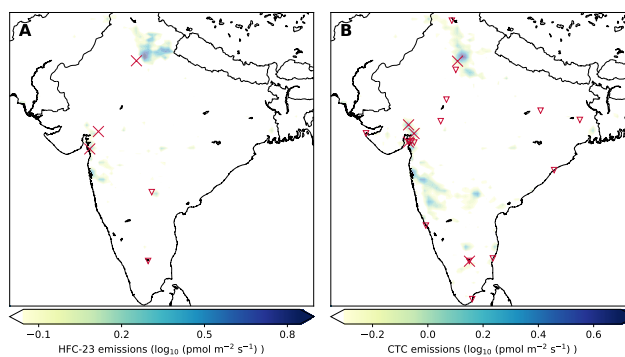 A
B
−0.1 0.2 0.5 0.8
−0.2 0.0 0.2 0.4 0.6
HFC-23 emissions (log₁₀ (pmol m⁻² s⁻¹) )
CTC emissions (log₁₀ (pmol m⁻² s⁻¹) )